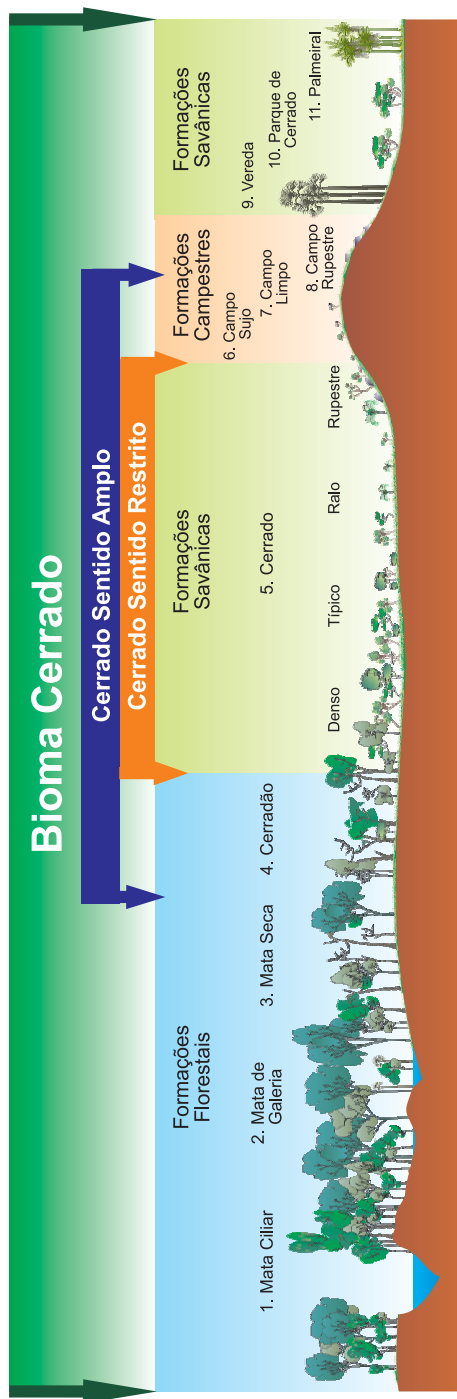 Bioma Cerrado
Cerrado Sentido Amplo
Cerrado Sentido Restrito
Formações
Florestais
1. Mata Ciliar
2. Mata de
Galeria
3. Mata Seca
4. Cerradão
Formações
Savânicas
5. Cerrado
Denso
Típico
Ralo
Rupestre
Formações
Campestres
6. Campo
Sujo
7. Campo
Limpo
8. Campo
Rupestre
Formações
Savânicas
9. Vereda
10. Parque de
Cerrado
11. Palmeiral